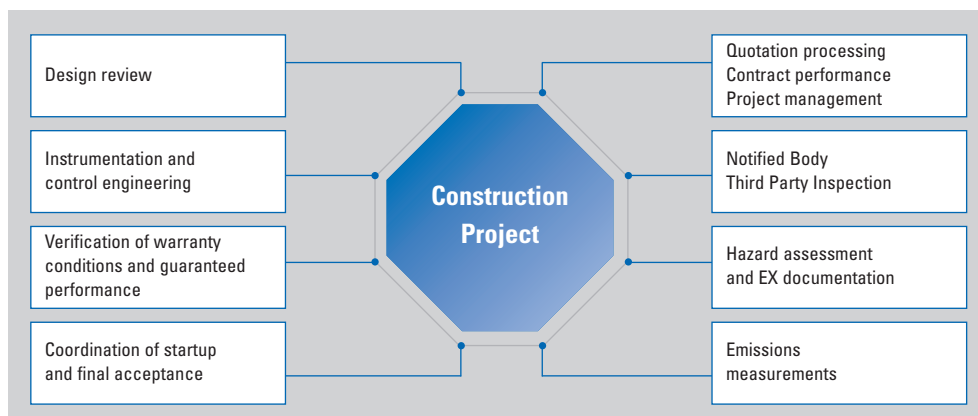 Design review
Instrumentation and
control engineering
Verification of warranty
conditions and guaranteed
performance
Coordination of startup
and final acceptance
Construction
Project
Quotation processing
Contract performance
Project management
Notified Body
Third Party Inspection
Hazard assessment
and EX documentation
Emissions
measurements